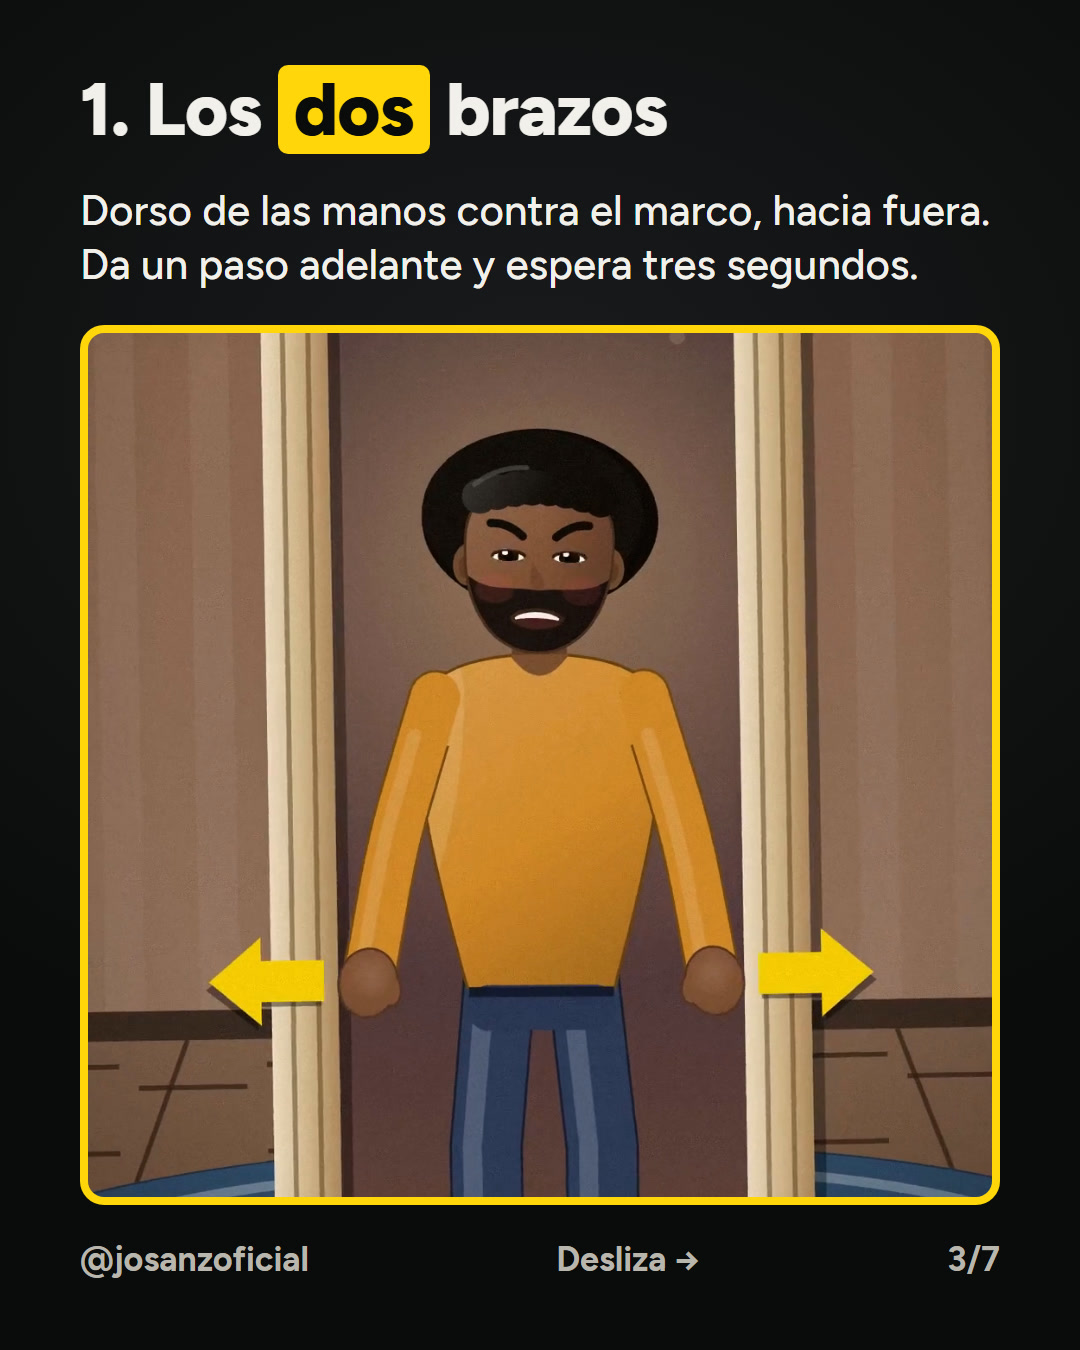 1. Los dos brazos
Dorso de las manos contra el marco, hacia fuera.
Da un paso adelante y espera tres segundos.
@josanzoficial
Desliza →
3/7